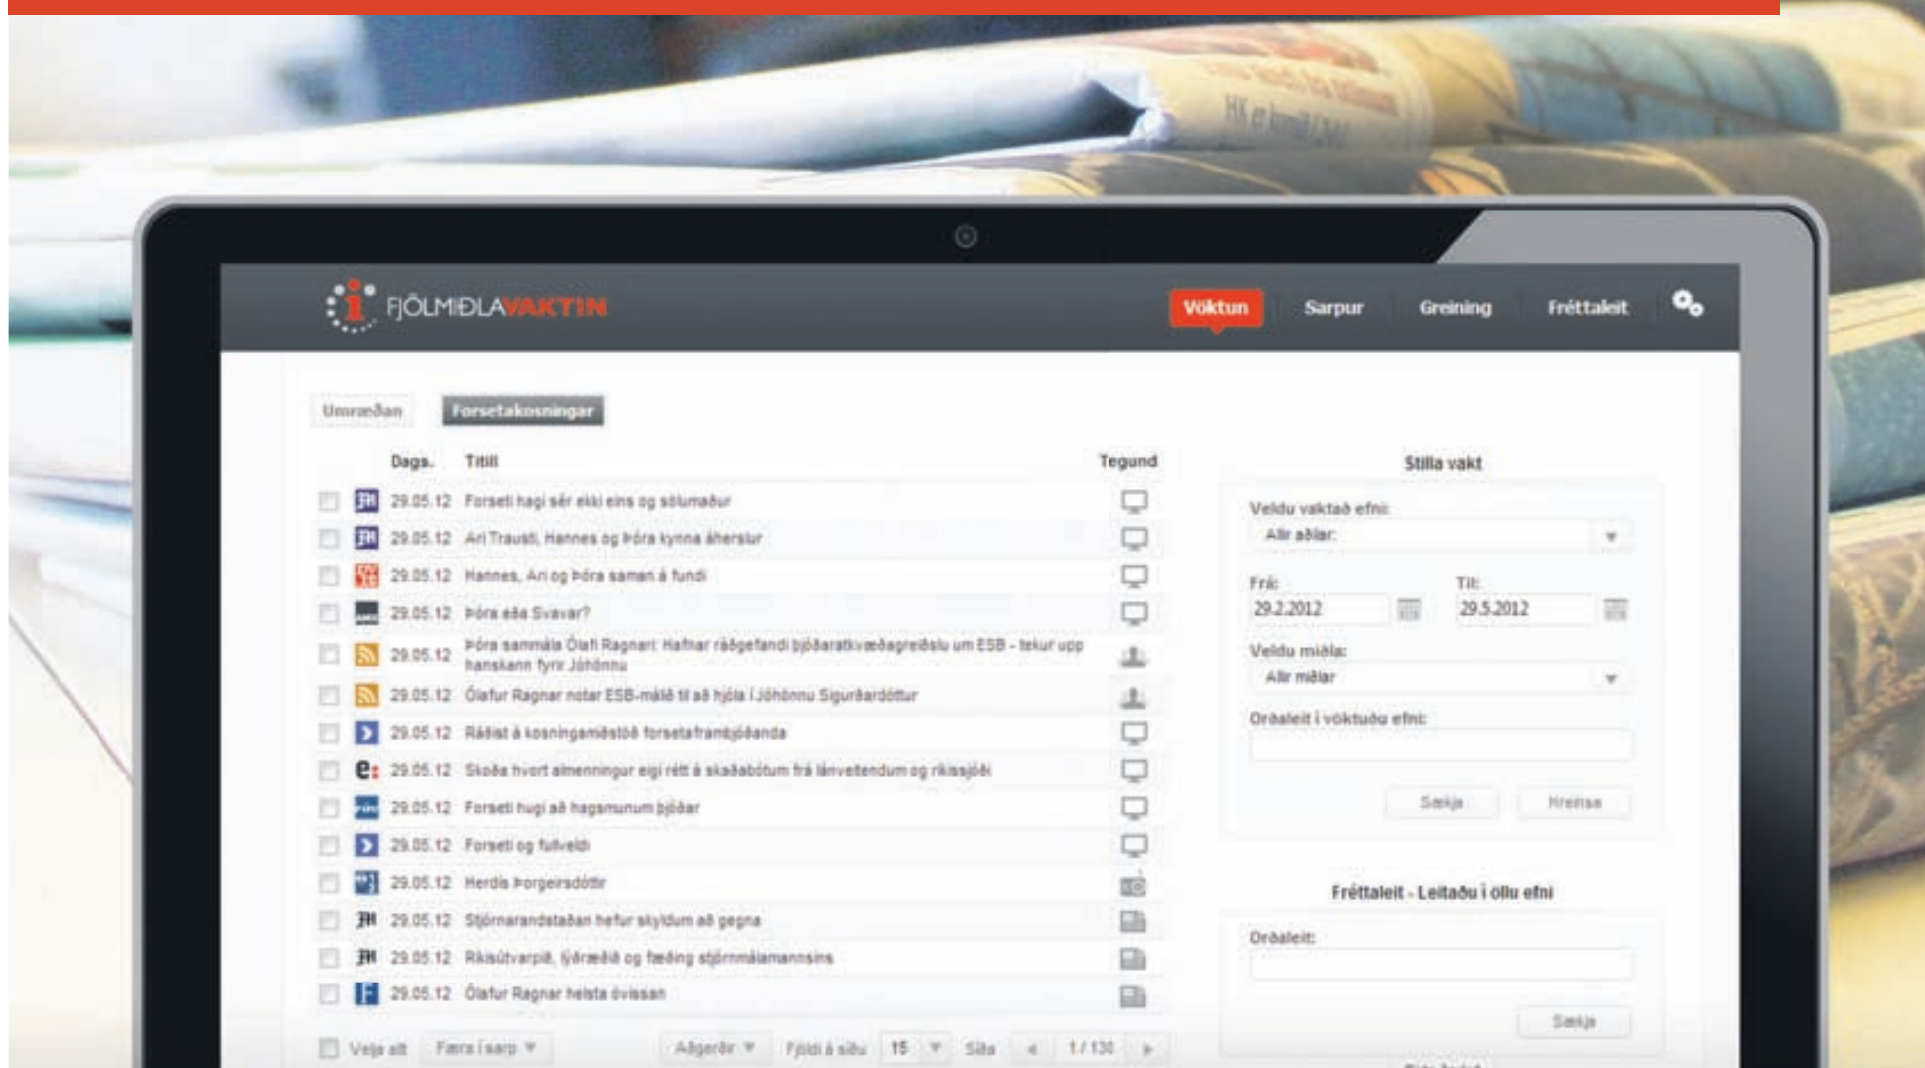 HK er komið í
FJÖLMIÐLAVAKTIN
Vöktun Sarpur Greining Fréttaleit
Umræðan Forsetakosningar
Dags. Titill Tegund
29.05.12 Forseti hagi sér ekki eins og sölumaður
29.05.12 Ari Trausti, Hannes og Þóra kynna áherslur
29.05.12 Hannes, Ari og Þóra saman á fundi
29.05.12 Þóra eða Svavar?
29.05.12 Þóra sammála Ólafi Ragnari: Hafnar ráðgefandi þjóðaratkvæðagreiðslu um ESB - tekur upp
hanskann fyrir Jóhönnu
29.05.12 Ólafur Ragnar notar ESB-málið til að hjóla í Jóhönnu Sigurðardóttur
29.05.12 Ráðist á kosningamiðstöð forsetaframbjóðanda
e: 29.05.12 Skoða hvort almenningur eigi rétt á skaðabótum frá lánveitendum og ríkissjóði
29.05.12 Forseti hugi að hagsmunum þjóðar
29.05.12 Forseti og fullveldi
29.05.12 Herdís Þorgeirsdóttir
29.05.12 Stjórnarandstaðan hefur skyldum að gegna
29.05.12 Ríkisútvarpið, lýðræðið og fæðing stjórnmálamannsins
F 29.05.12 Ólafur Ragnar helsta óvissan
Velja allt Færa í sarp Aðgerðir Fjöldi á síðu 15 Síða 1 / 130
Stilla vakt
Veldu vaktað efni:
Allir aðilar:
Frá: Til:
29.2.2012 29.5.2012
Veldu miðla:
Allir miðlar
Orðaleit í vöktuðu efni:
Sækja Hreinsa
Fréttaleit - Leitaðu í öllu efni
Orðaleit:
Sækja